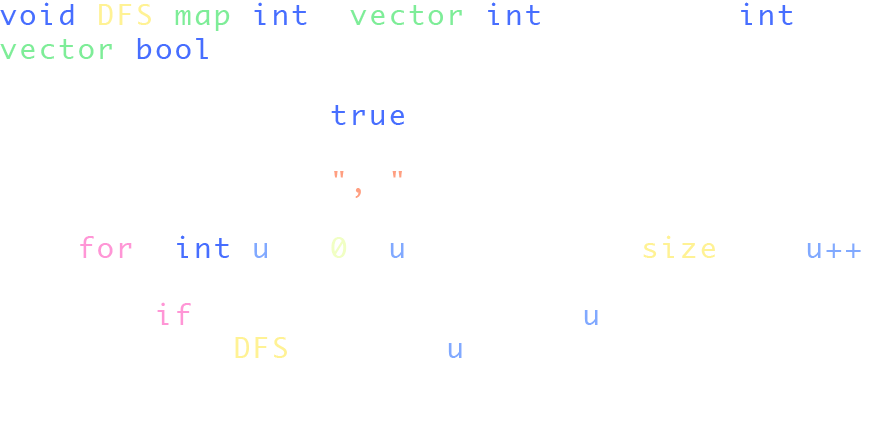 void DFS map int vector int int
vector bool
true
", "
for int u 0 u size u++
if u
DFS u